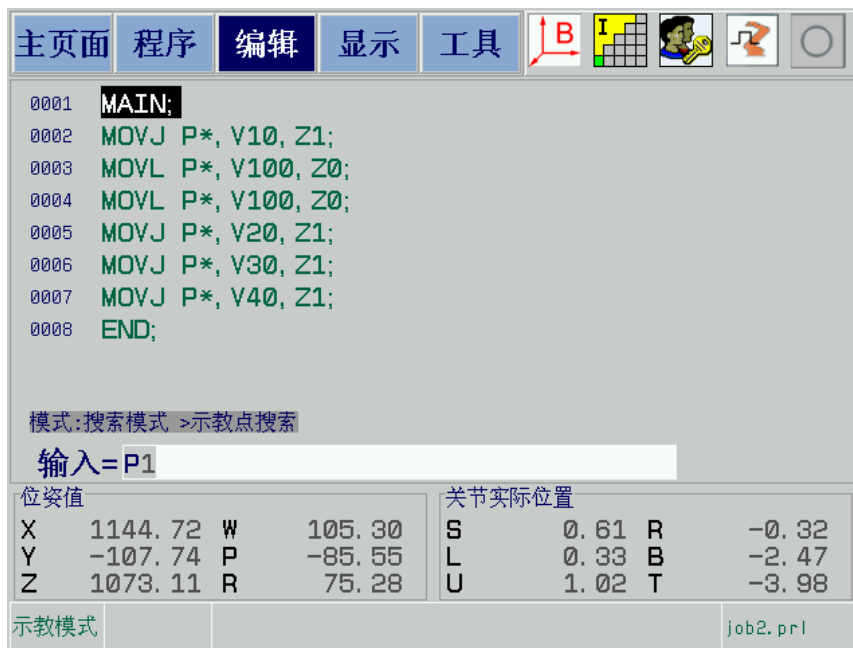 主页面 程序 编辑 显示 工具 B I
0001 MAIN;
0002 MOVJ P*, V10, Z1;
0003 MOVL P*, V100, Z0;
0004 MOVL P*, V100, Z0;
0005 MOVJ P*, V20, Z1;
0006 MOVJ P*, V30, Z1;
0007 MOVJ P*, V40, Z1;
0008 END;
模式:搜索模式 >示教点搜索
输入=P1
位姿值 关节实际位置
X 1144.72 W 105.30 S 0.61 R -0.32
Y -107.74 P -85.55 L 0.33 B -2.47
Z 1073.11 R 75.28 U 1.02 T -3.98
示教模式 job2.prl